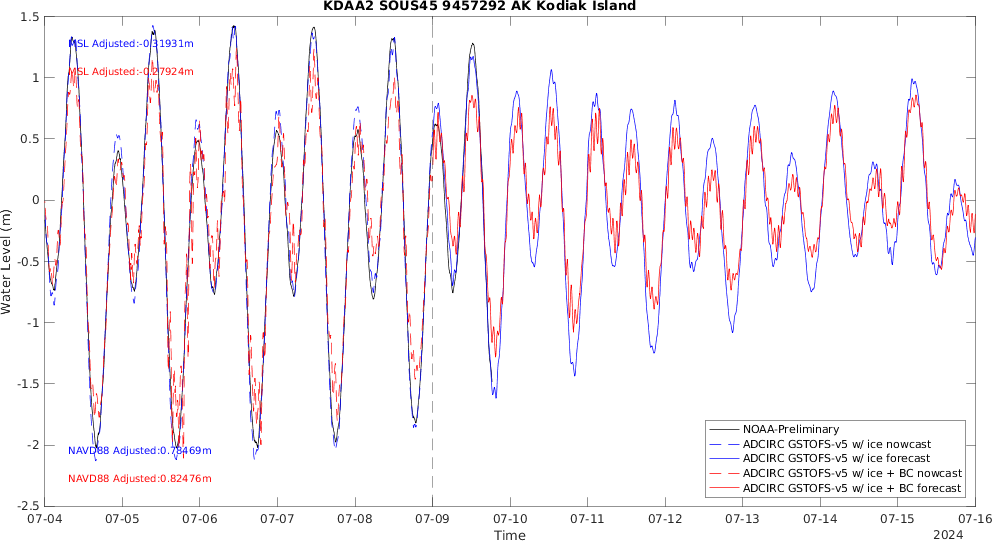 KDAA2 SOUS45 9457292 AK Kodiak Island
1.5
MSL Adjusted:-0.31931m
MSL Adjusted:-0.27924m
1
0.5
0
-0.5
-1
-1.5
-2
-2.5
Water Level (m)
NAVD88 Adjusted:0.78469m
NAVD88 Adjusted:0.82476m
NOAA-Preliminary
ADCIRC GSTOFS-v5 w/ ice nowcast
ADCIRC GSTOFS-v5 w/ ice forecast
ADCIRC GSTOFS-v5 w/ ice + BC nowcast
ADCIRC GSTOFS-v5 w/ ice + BC forecast
07-04 07-05 07-06 07-07 07-08 07-09 07-10 07-11 07-12 07-13 07-14 07-15 07-16
Time
2024